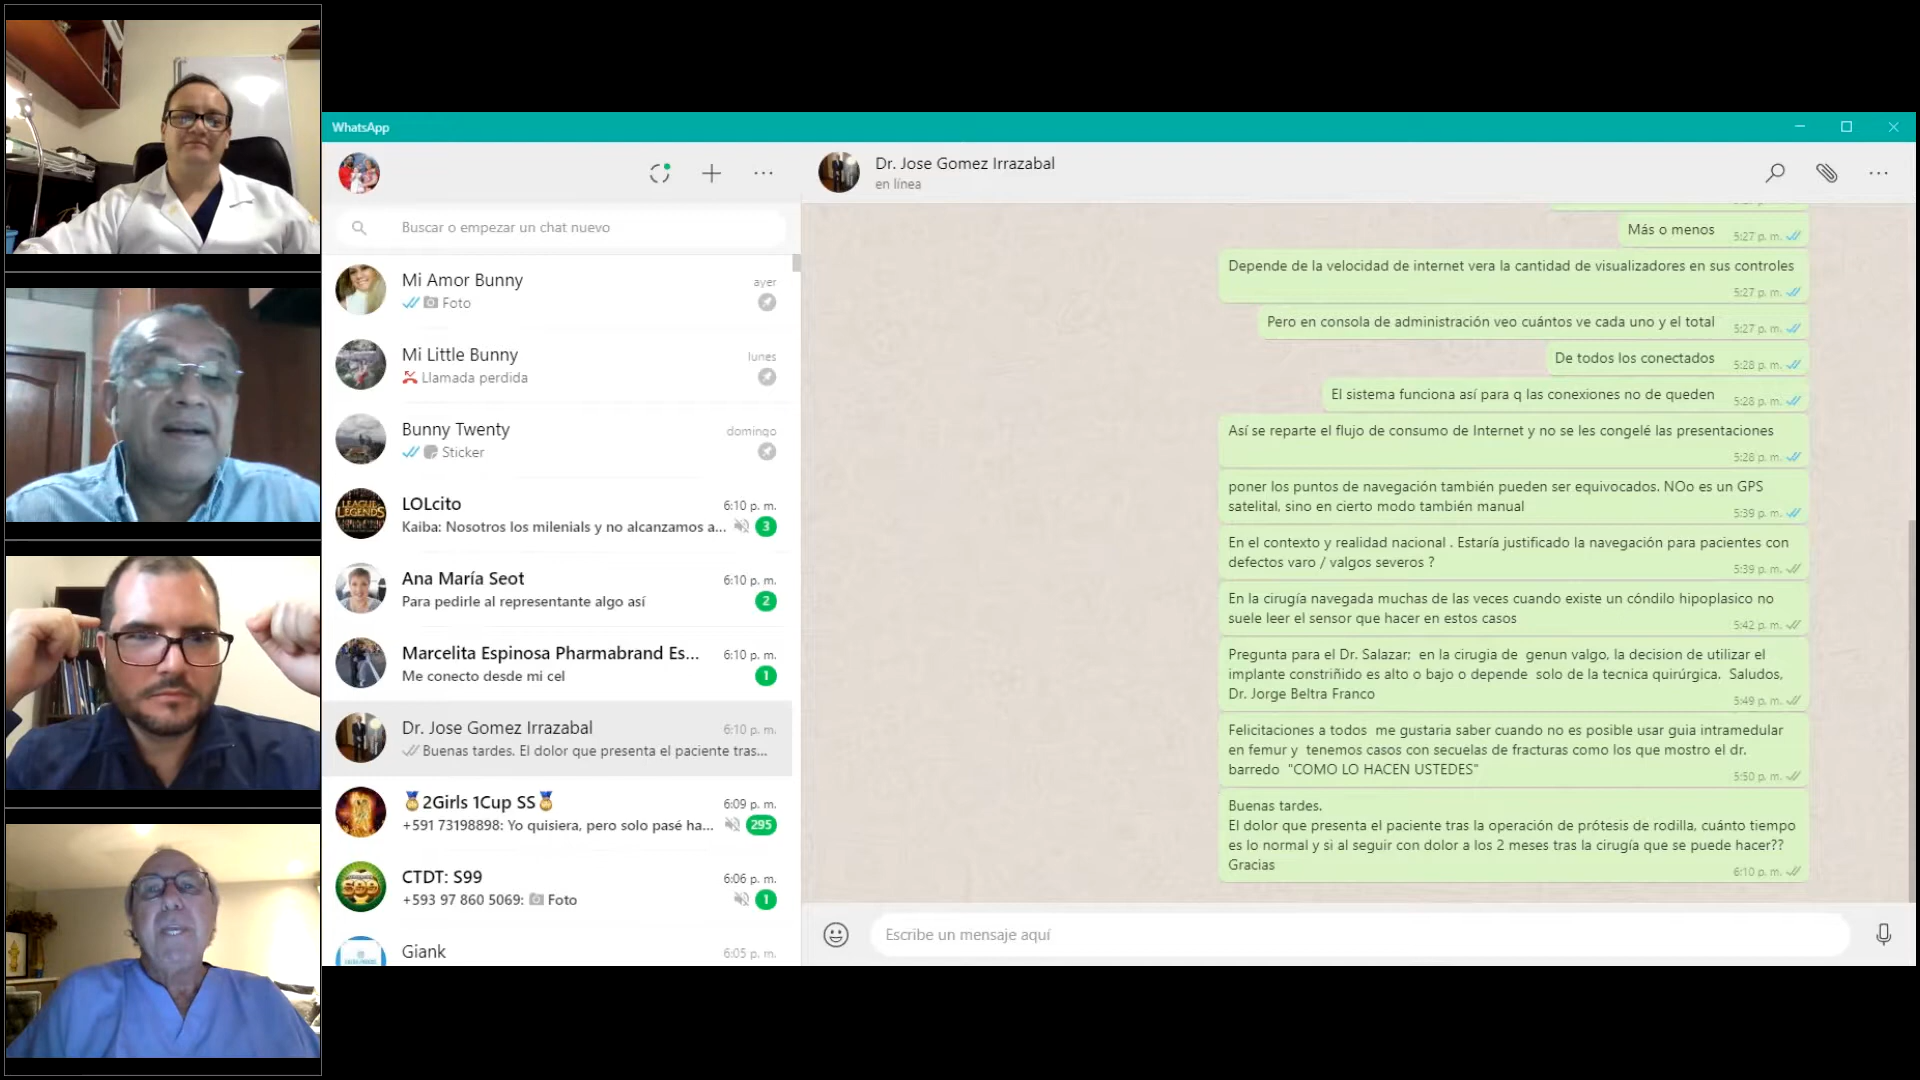 WhatsApp
Buscar o empezar un chat nuevo
Mi Amor Bunny
ayer
Foto
Mi Little Bunny
lunes
Llamada perdida
Bunny Twenty
domingo
Sticker
LEAGUE OF LEGENDS
LOLcito
6:10 p. m.
Kaiba: Nosotros los milenials y no alcanzamos a...
3
Ana María Seot
6:10 p. m.
Para pedirle al representante algo así
2
Marcelita Espinosa Pharmabrand Es...
6:10 p. m.
Me conecto desde mi cel
1
Dr. Jose Gomez Irrazabal
6:10 p. m.
Buenas tardes. El dolor que presenta el paciente tras...
🏅2Girls 1Cup SS🏅
6:09 p. m.
+591 73198898: Yo quisiera, pero solo pasé ha...
295
CTDT: S99
6:06 p. m.
+593 97 860 5069: Foto
1
Giank
6:05 p. m.
Dr. Jose Gomez Irrazabal
en línea
Más o menos
5:27 p. m.
Depende de la velocidad de internet vera la cantidad de visualizadores en sus controles
5:27 p. m.
Pero en consola de administración veo cuántos ve cada uno y el total
5:27 p. m.
De todos los conectados
5:28 p. m.
El sistema funciona así para q las conexiones no de queden
5:28 p. m.
Así se reparte el flujo de consumo de Internet y no se les congelé las presentaciones
5:28 p. m.
poner los puntos de navegación también pueden ser equivocados. NOo es un GPS
satelital, sino en cierto modo también manual
5:39 p. m.
En el contexto y realidad nacional . Estaría justificado la navegación para pacientes con
defectos varo / valgos severos ?
5:39 p. m.
En la cirugía navegada muchas de las veces cuando existe un cóndilo hipoplasico no
suele leer el sensor que hacer en estos casos
5:42 p. m.
Pregunta para el Dr. Salazar; en la cirugia de genun valgo, la decision de utilizar el
implante constriñido es alto o bajo o depende solo de la tecnica quirúrgica. Saludos,
Dr. Jorge Beltra Franco
5:49 p. m.
Felicitaciones a todos me gustaria saber cuando no es posible usar guia intramedular
en femur y tenemos casos con secuelas de fracturas como los que mostro el dr.
barredo "COMO LO HACEN USTEDES"
5:50 p. m.
Buenas tardes.
El dolor que presenta el paciente tras la operación de prótesis de rodilla, cuánto tiempo
es lo normal y si al seguir con dolor a los 2 meses tras la cirugía que se puede hacer??
Gracias
6:10 p. m.
Escribe un mensaje aquí